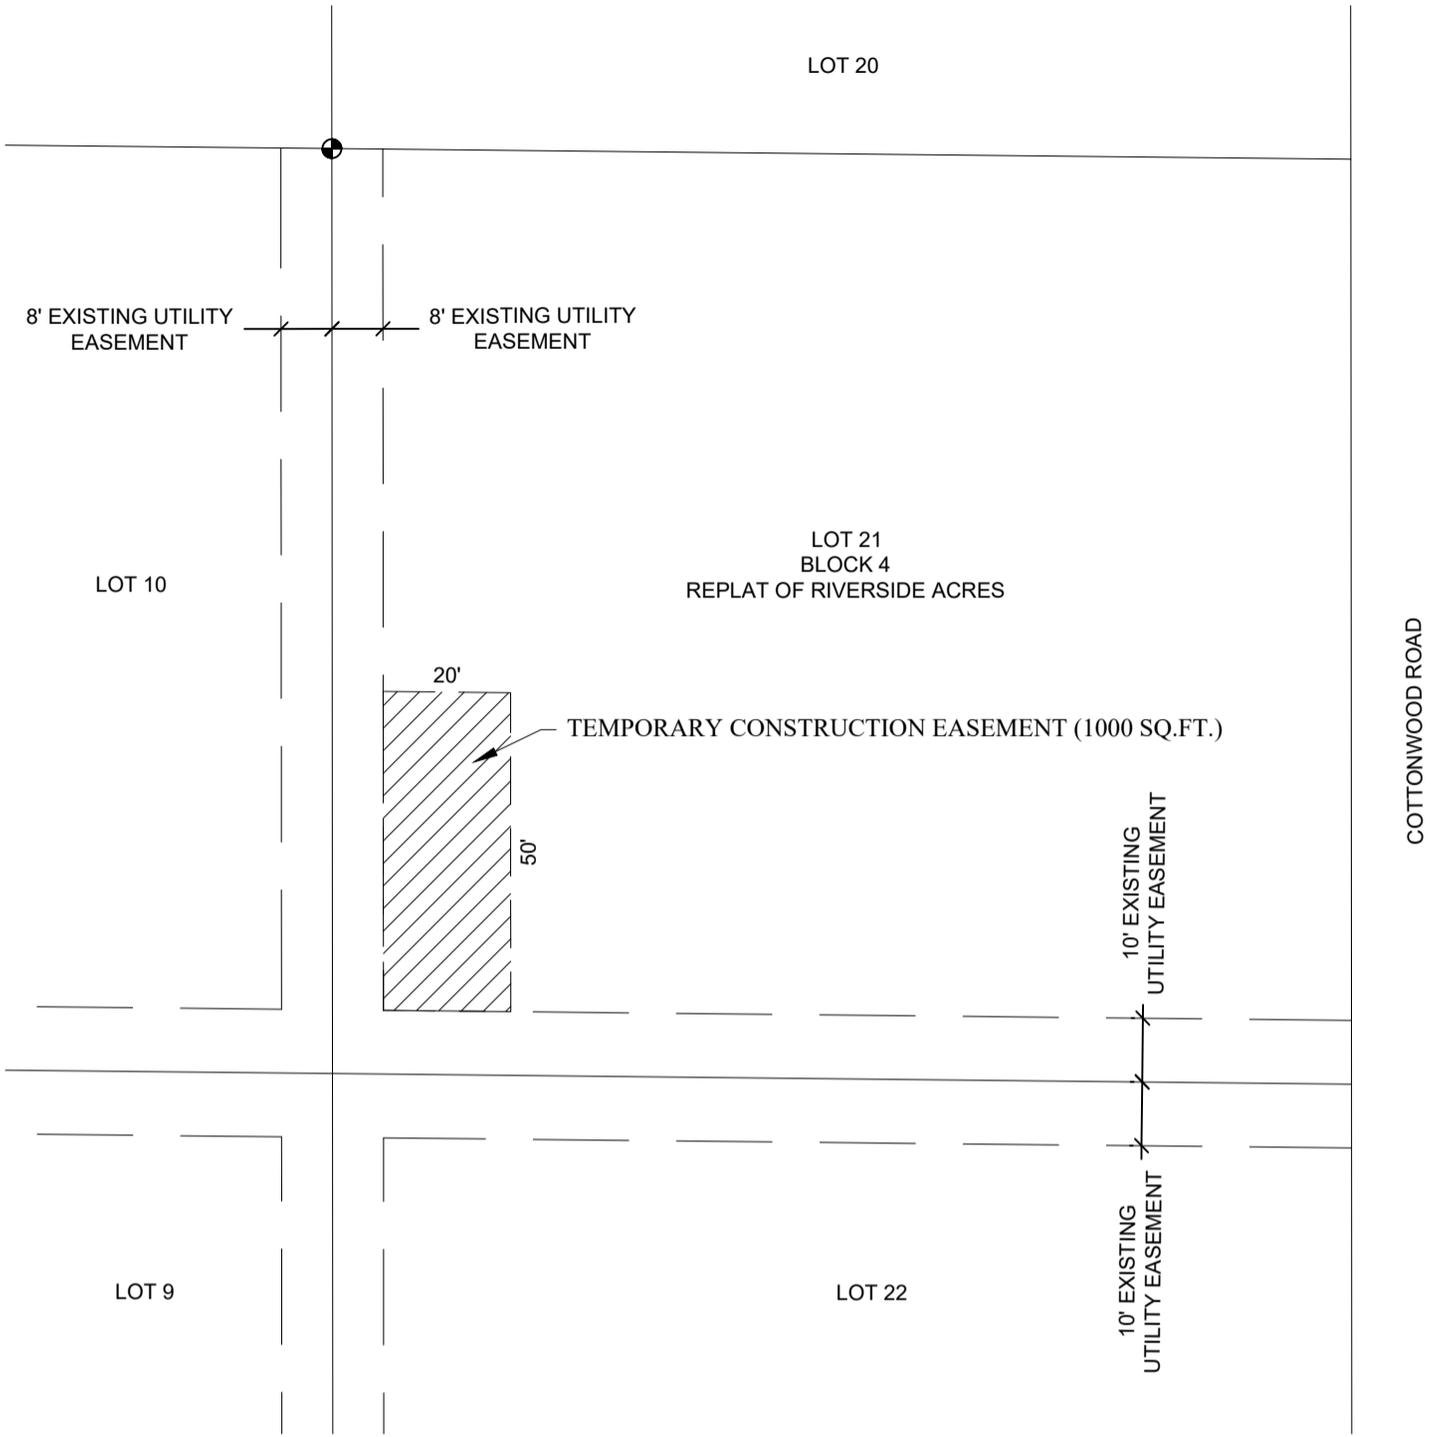 LOT 20
8' EXISTING UTILITY
EASEMENT
8' EXISTING UTILITY
EASEMENT
LOT 21
BLOCK 4
REPLAT OF RIVERSIDE ACRES
LOT 10
COTTONWOOD ROAD
20'
TEMPORARY CONSTRUCTION EASEMENT (1000 SQ.FT.)
50'
10' EXISTING
UTILITY EASEMENT
10' EXISTING
UTILITY EASEMENT
LOT 9
LOT 22